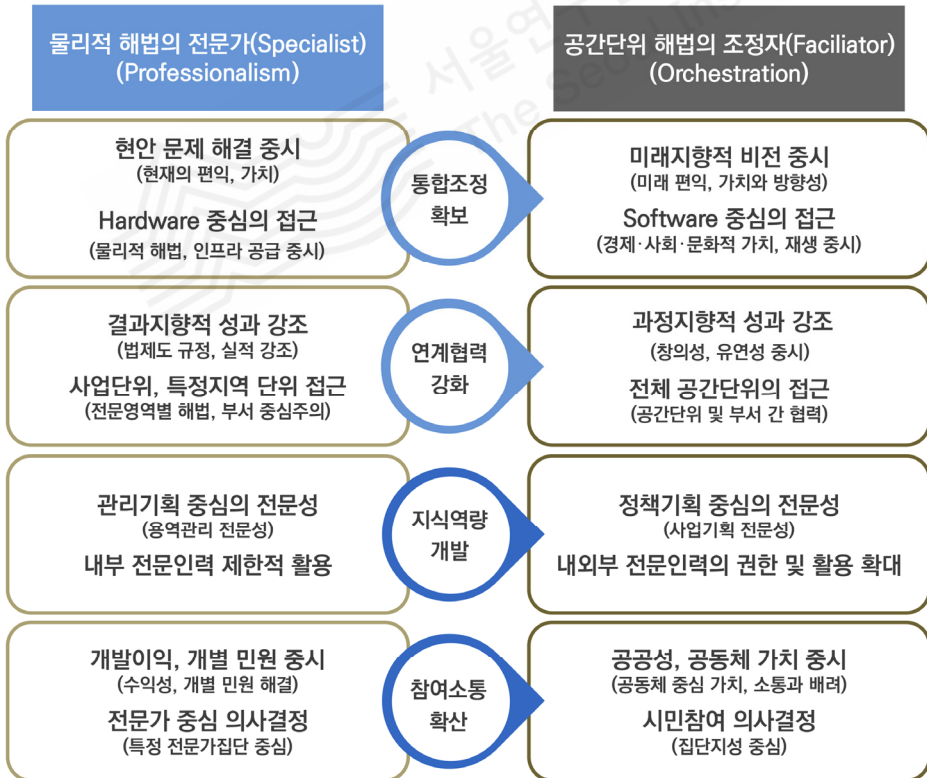 물리적 해법의 전문가(Specialist)
(Professionalism)
공간단위 해법의 조정자(Faciliator)
(Orchestration)
현안 문제 해결 중시
(현재의 편익, 가치)
Hardware 중심의 접근
(물리적 해법, 인프라 공급 중시)
통합조정
확보
미래지향적 비전 중시
(미래 편익, 가치와 방향성)
Software 중심의 접근
(경제·사회·문화적 가치, 재생 중시)
결과지향적 성과 강조
(법제도 규정, 실적 강조)
사업단위, 특정지역 단위 접근
(전문영역별 해법, 부서 중심주의)
연계협력
강화
과정지향적 성과 강조
(창의성, 유연성 중시)
전체 공간단위의 접근
(공간단위 및 부서 간 협력)
관리기획 중심의 전문성
(용역관리 전문성)
내부 전문인력 제한적 활용
지식역량
개발
정책기획 중심의 전문성
(사업기획 전문성)
내외부 전문인력의 권한 및 활용 확대
개발이익, 개별 민원 중시
(수익성, 개별 민원 해결)
전문가 중심 의사결정
(특정 전문가집단 중심)
참여소통
확산
공공성, 공동체 가치 중시
(공동체 중심 가치, 소통과 배려)
시민참여 의사결정
(집단지성 중심)
서울연구
The Seoul Inst